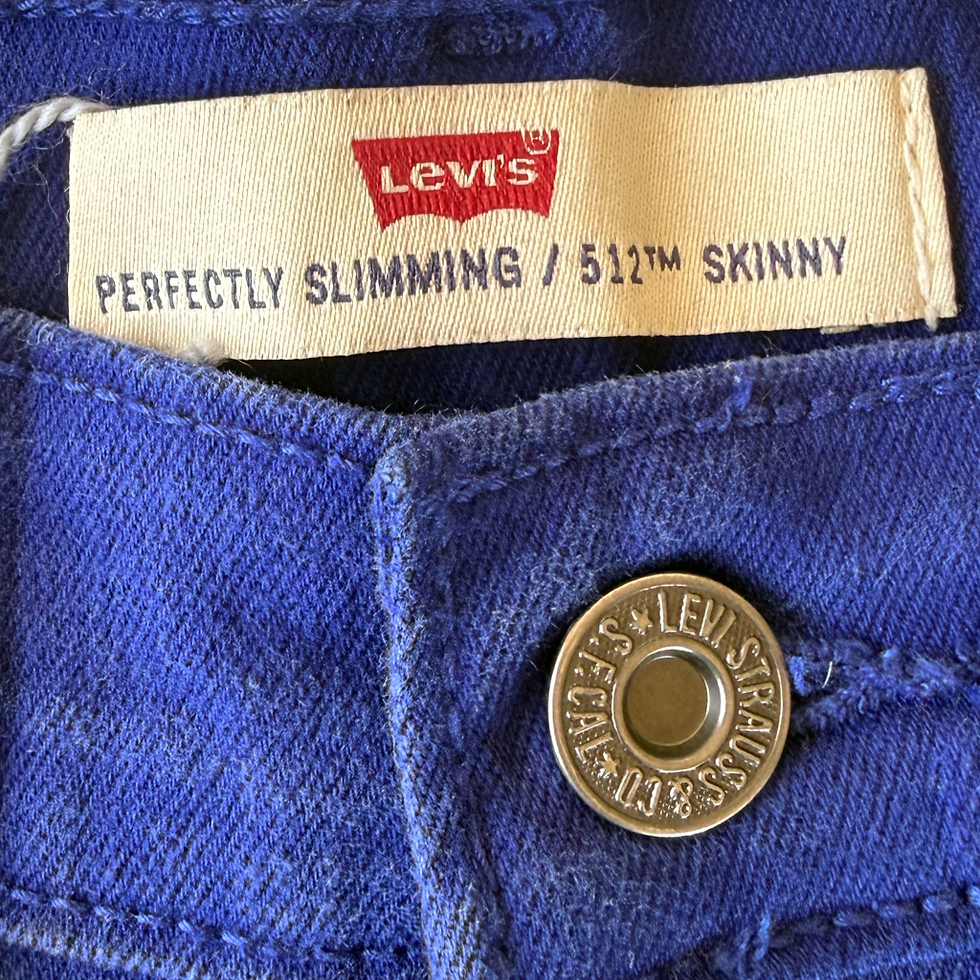 Levi's®
PERFECTLY SLIMMING / 512™ SKINNY
LEVI STRAUSS & CO ★ S.F. CAL ★